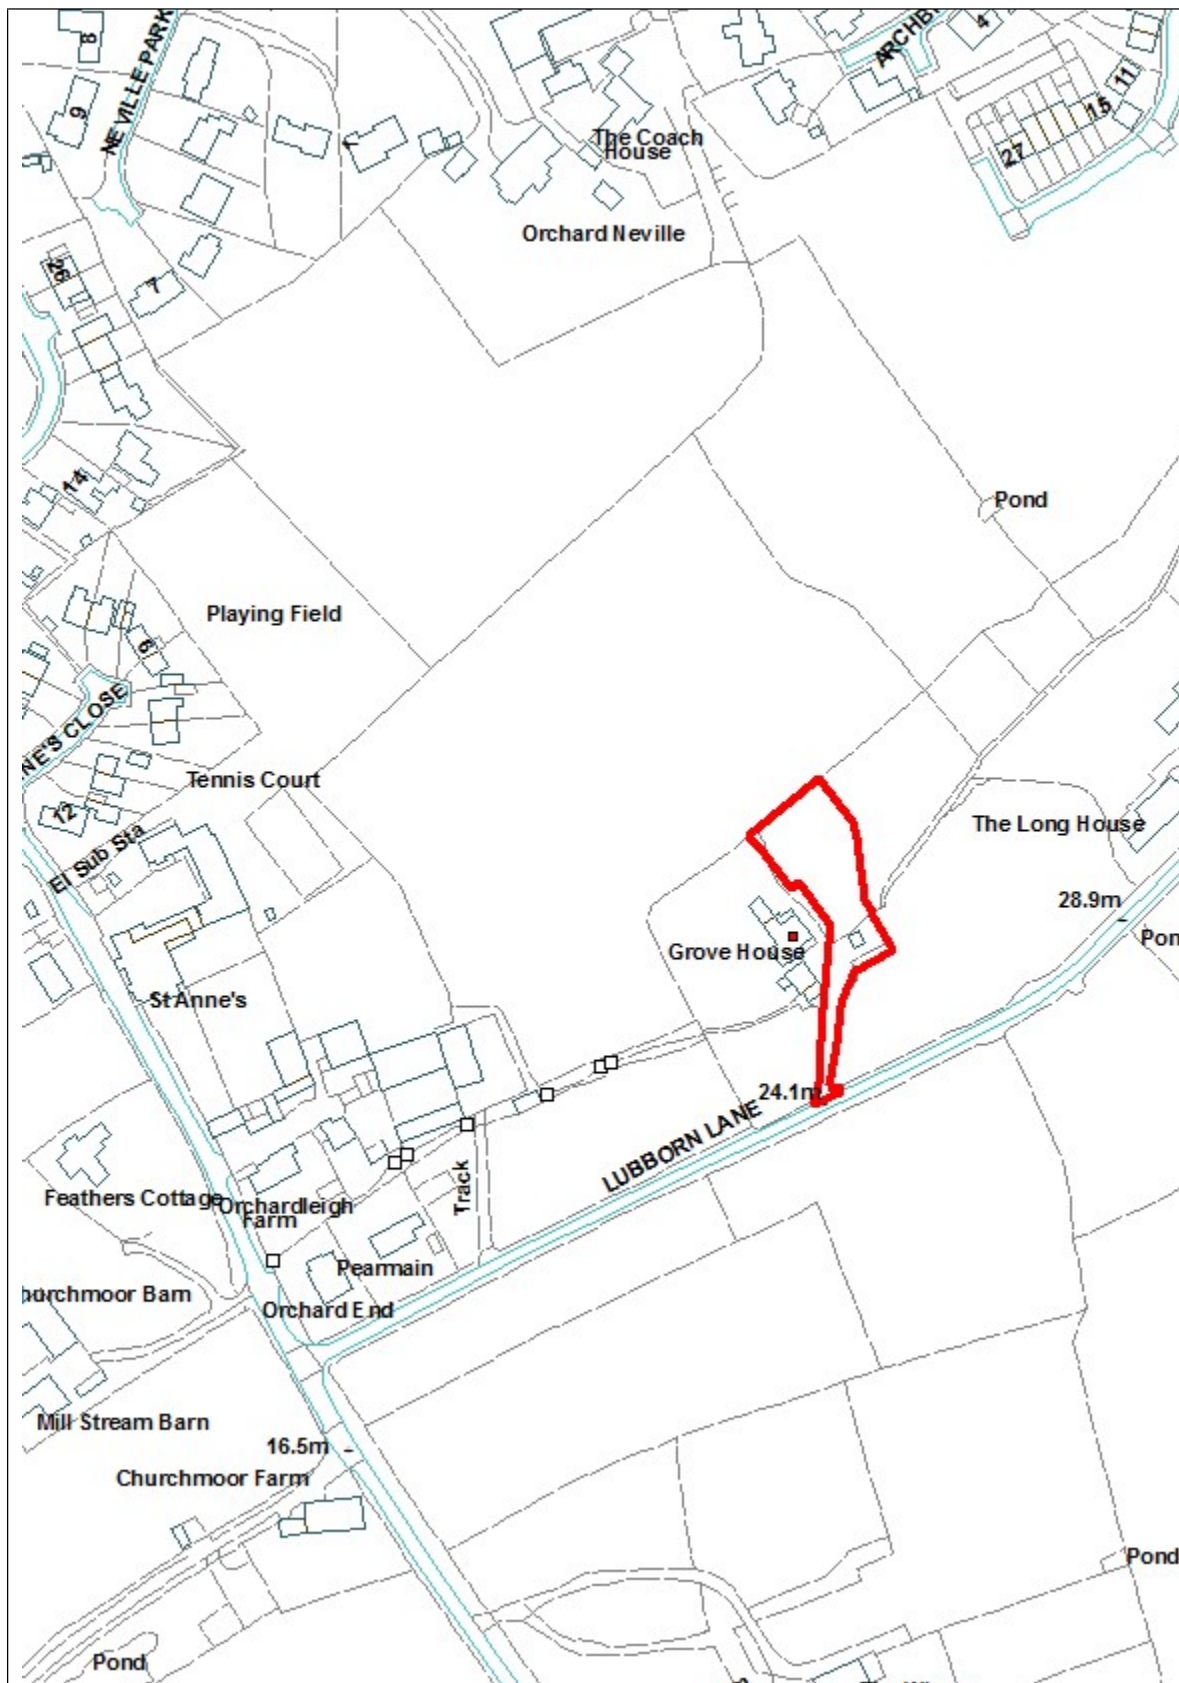 8
9
NEVILLE PARK
1
The Coach
House
Orchard Neville
4
11
15
27
26
7
14
Pond
Playing Field
6
NE'S CLOSE
Tennis Court
12
El Sub Sta
The Long House
28.9m
Grove House
St Anne's
24.1m
LUBBORN LANE
Track
Feathers Cottage
Orchardleigh
Farm
Pearmain
Orchard End
hurchmoor Barn
Mill Stream Barn
16.5m
Churchmoor Farm
Pond
Pond